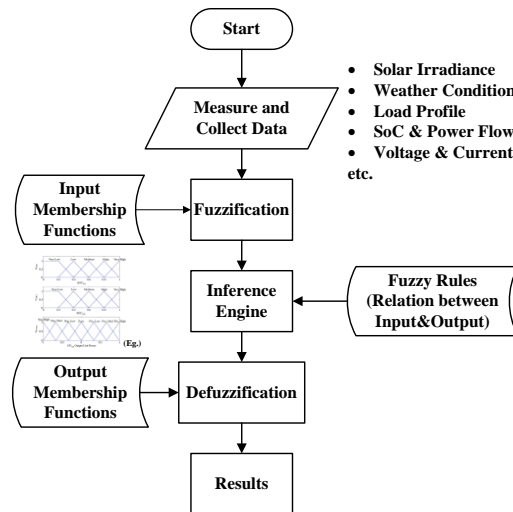 Start
Measure and
Collect Data
• Solar Irradiance
• Weather Condition
• Load Profile
• SoC & Power Flow
• Voltage & Current
etc.
Input
Membership
Functions
Fuzzification
Inference
Engine
Fuzzy Rules
(Relation between
Input&Output)
(Eg.)
Output
Membership
Functions
Defuzzification
Results